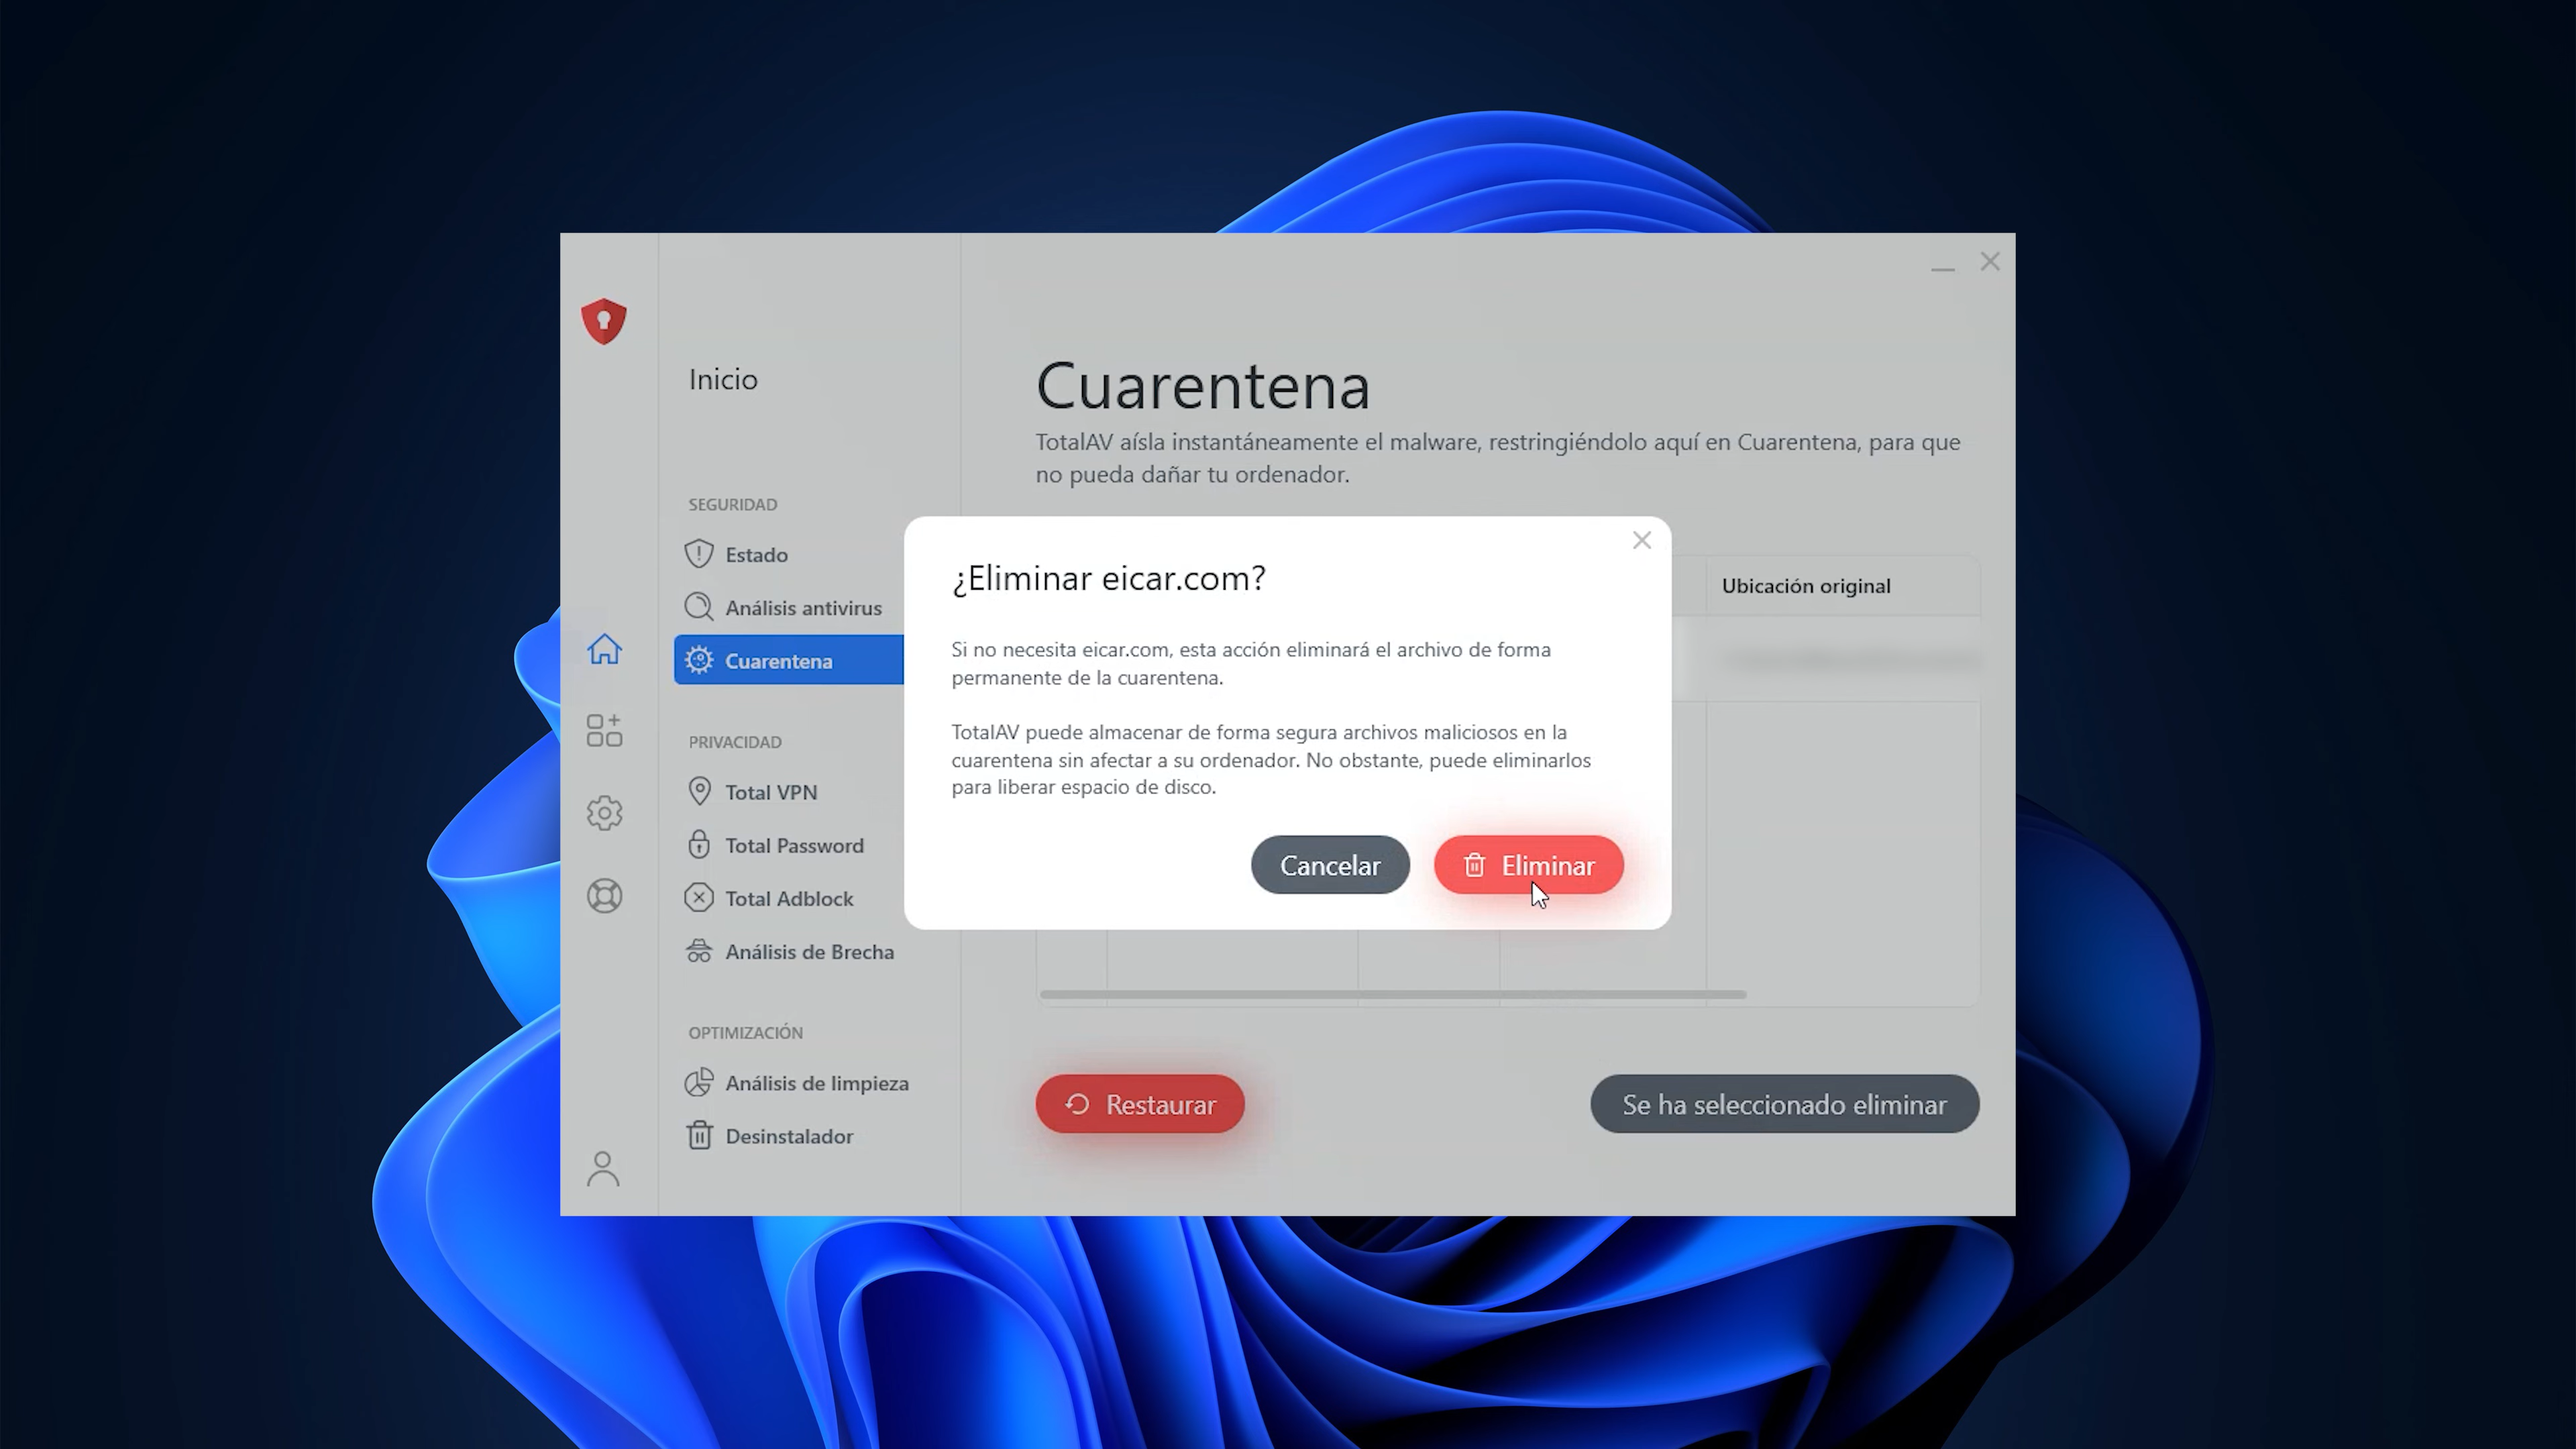 Inicio
SEGURIDAD
Estado
Análisis antivirus
Cuarentena
PRIVACIDAD
Total VPN
Total Password
Total Adblock
Análisis de Brecha
OPTIMIZACIÓN
Análisis de limpieza
Desinstalador
Cuarentena
TotalAV aísla instantáneamente el malware, restringiéndolo aquí en Cuarentena, para que
no pueda dañar tu ordenador.
Ubicación original
¿Eliminar eicar.com?
Si no necesita eicar.com, esta acción eliminará el archivo de forma
permanente de la cuarentena.
TotalAV puede almacenar de forma segura archivos maliciosos en la
cuarentena sin afectar a su ordenador. No obstante, puede eliminarlos
para liberar espacio de disco.
Cancelar
Eliminar
Restaurar
Se ha seleccionado eliminar